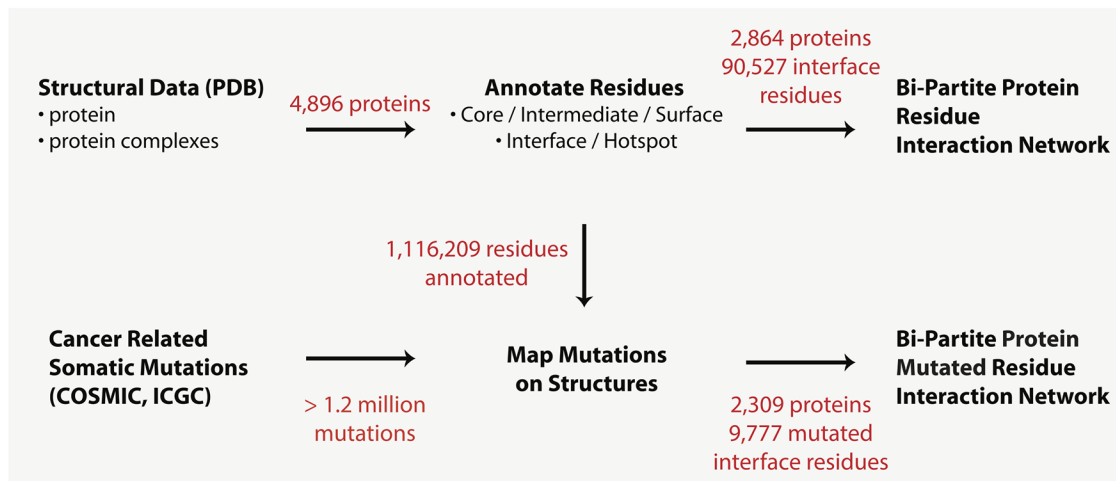 Structural Data (PDB)
• protein
• protein complexes
4,896 proteins
Annotate Residues
• Core / Intermediate / Surface
• Interface / Hotspot
2,864 proteins
90,527 interface
residues
Bi-Partite Protein
Residue
Interaction Network
1,116,209 residues
annotated
Cancer Related
Somatic Mutations
(COSMIC, ICGC)
> 1.2 million
mutations
Map Mutations
on Structures
2,309 proteins
9,777 mutated
interface residues
Bi-Partite Protein
Mutated Residue
Interaction Network